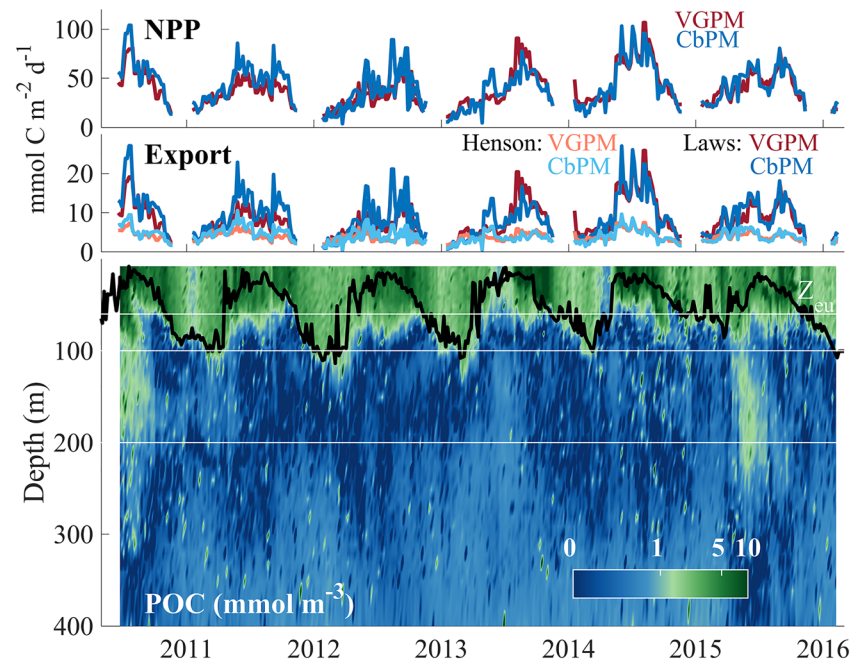 100
50
0
NPP
VGPM
CbPM
mmol C m-2 d-1
20
10
0
Export
Henson: VGPM
CbPM
Laws: VGPM
CbPM
Zeu
100
200
300
400
Depth (m)
0 1 5 10
POC (mmol m-3)
2011 2012 2013 2014 2015 2016